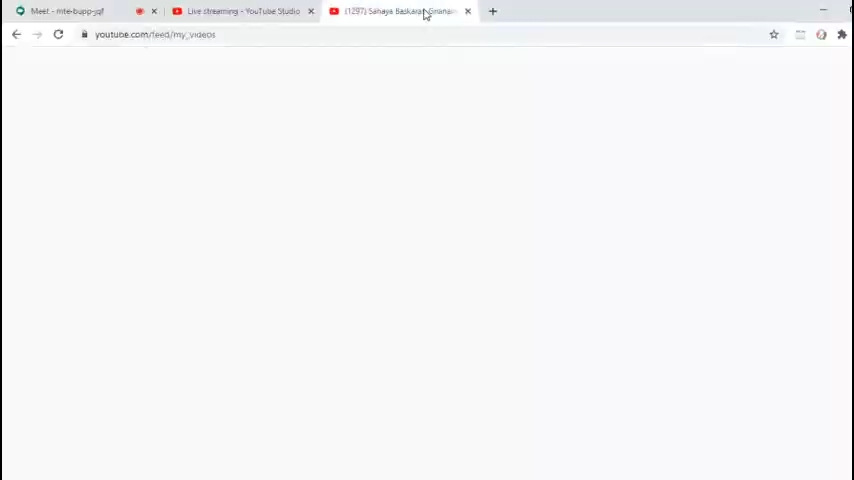 Meet - mte-bupp-jqf
Live streaming - YouTube Studio
(1297) Sahaya Baskaran Gnanam
youtube.com/feed/my_videos